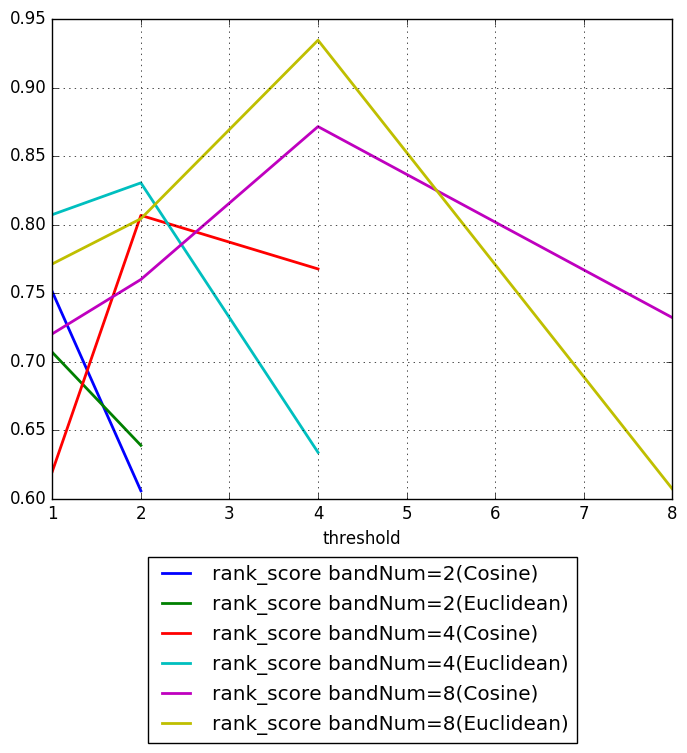 0.95
0.90
0.85
0.80
0.75
0.70
0.65
0.60
1 2 3 4 5 6 7 8
threshold
rank_score bandNum=2(Cosine)
rank_score bandNum=2(Euclidean)
rank_score bandNum=4(Cosine)
rank_score bandNum=4(Euclidean)
rank_score bandNum=8(Cosine)
rank_score bandNum=8(Euclidean)